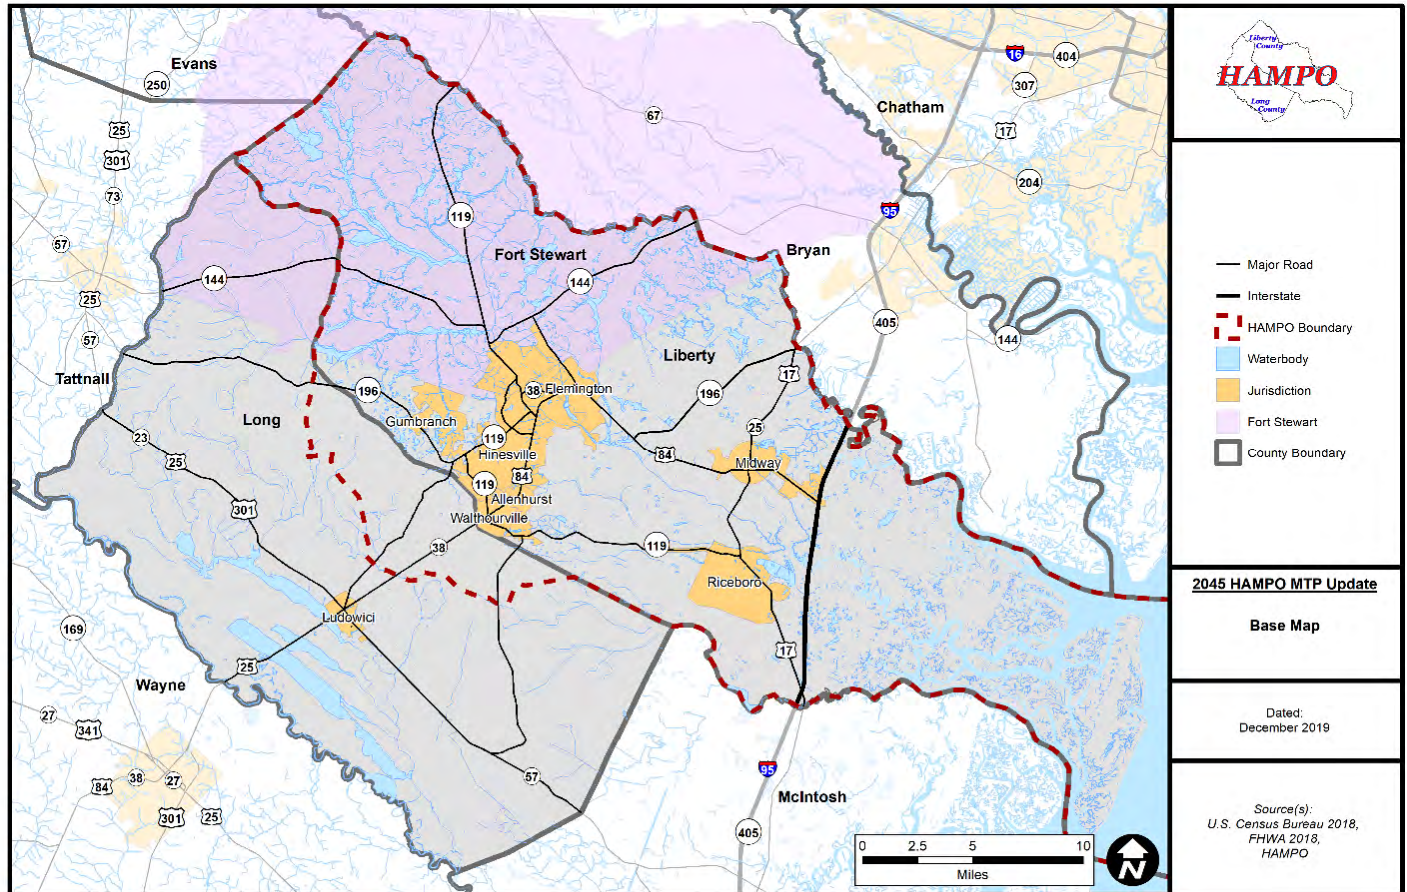 Evans
250
25
301
73
57
25
57
Tattnall
67
16
404
307
17
204
Chatham
95
Bryan
405
144
119
Fort Stewart
144
144
Liberty
17
196
196
38
Flemington
Gumbranch
Long
119
Hinesville
25
84
Midway
23
25
301
119
84
Allenhurst
Walthourville
38
119
Riceboro
Ludowici
169
25
17
Wayne
27
341
84
38
27
301
25
57
95
McIntosh
405
0 2.5 5 10
Miles
N
Liberty
County
HAMPO
Long
County
Major Road
Interstate
HAMPO Boundary
Waterbody
Jurisdiction
Fort Stewart
County Boundary
2045 HAMPO MTP Update
Base Map
Dated:
December 2019
Source(s):
U.S. Census Bureau 2018,
FHWA 2018,
HAMPO